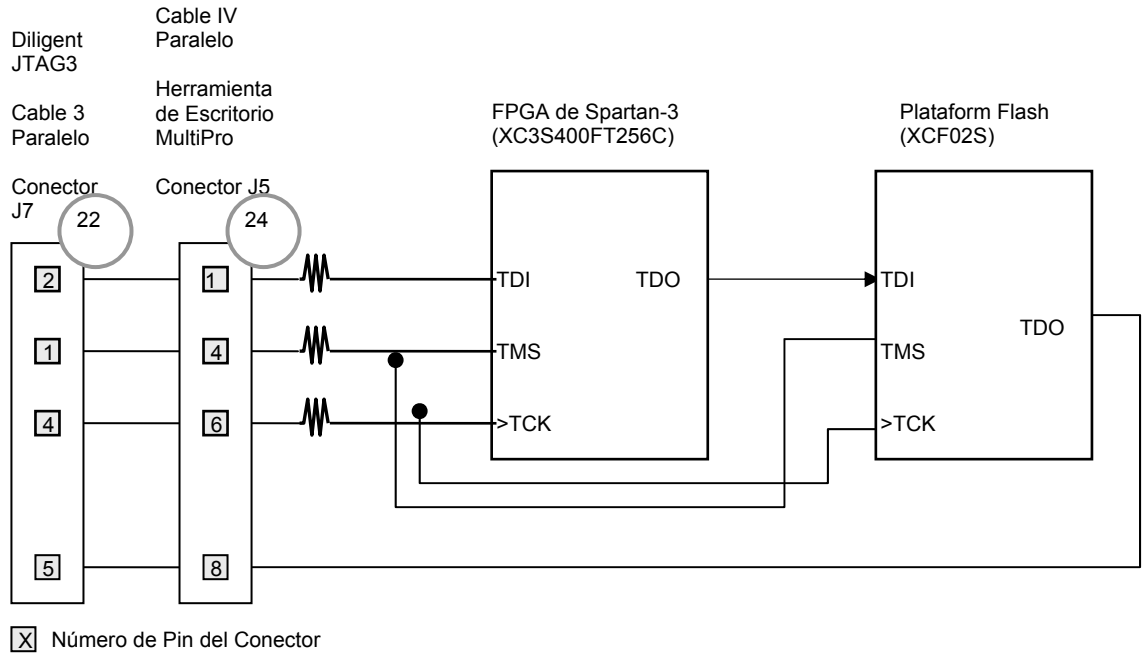 Diligent
JTAG3
Cable 3
Paralelo
Conector
J7
22
Cable IV
Paralelo
Herramienta
de Escritorio
MultiPro
Conector J5
24
FPGA de Spartan-3
(XC3S400FT256C)
Plataform Flash
(XCF02S)
2
1
TDI
TDO
TDI
TDO
1
4
TMS
TMS
4
6
>TCK
>TCK
5
8
X Número de Pin del Conector